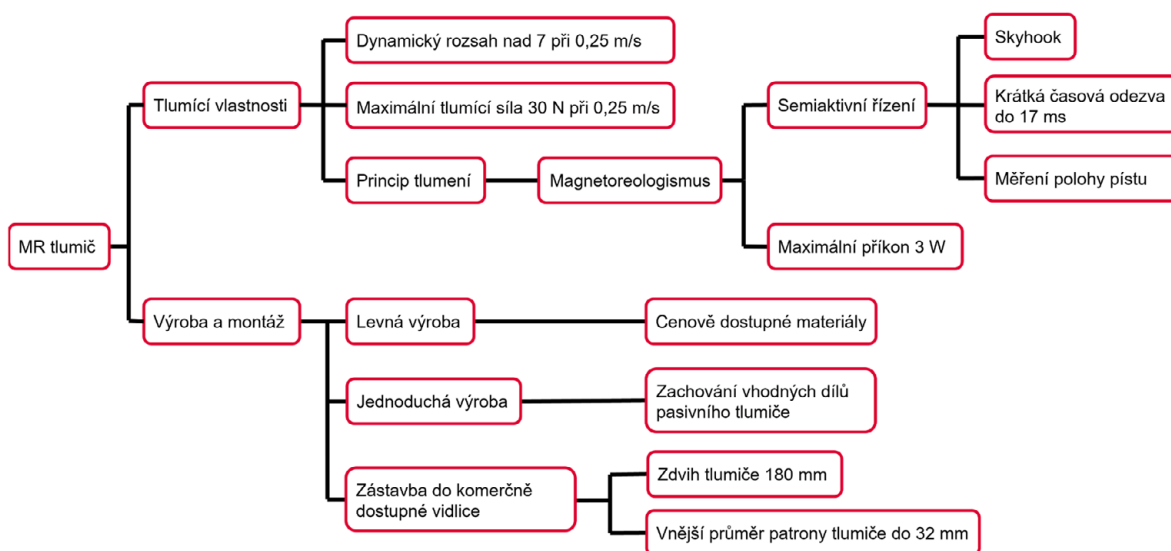 MR tlumič
Tlumící vlastnosti
Dynamický rozsah nad 7 při 0,25 m/s
Maximální tlumící síla 30 N při 0,25 m/s
Princip tlumení
Magnetoreologismus
Semiaktivní řízení
Skyhook
Krátká časová odezva
do 17 ms
Měření polohy pístu
Maximální příkon 3 W
Výroba a montáž
Levná výroba
Cenově dostupné materiály
Jednoduchá výroba
Zachování vhodných dílů
pasivního tlumiče
Zástavba do komerčně
dostupné vidlice
Zdvih tlumiče 180 mm
Vnější průměr patrony tlumiče do 32 mm